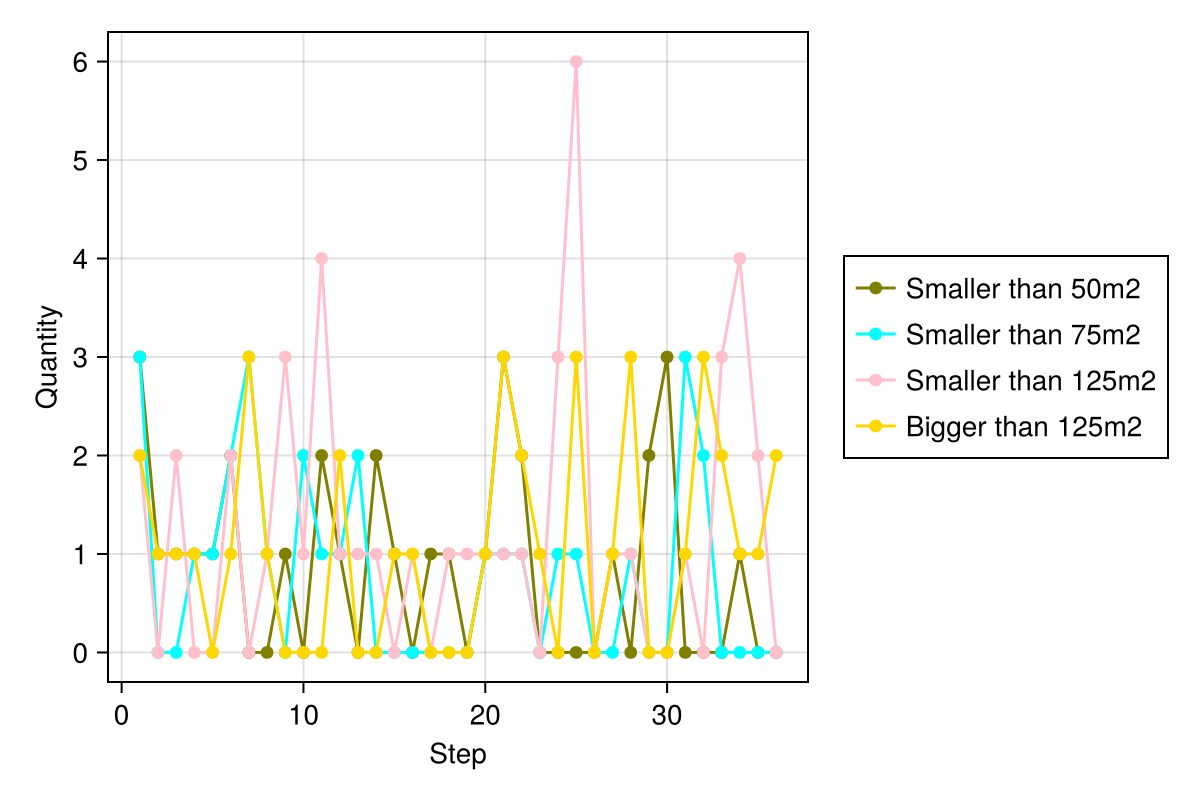 6
5
4
3
2
1
0
Quantity
0 10 20 30
Step
Smaller than 50m2
Smaller than 75m2
Smaller than 125m2
Bigger than 125m2